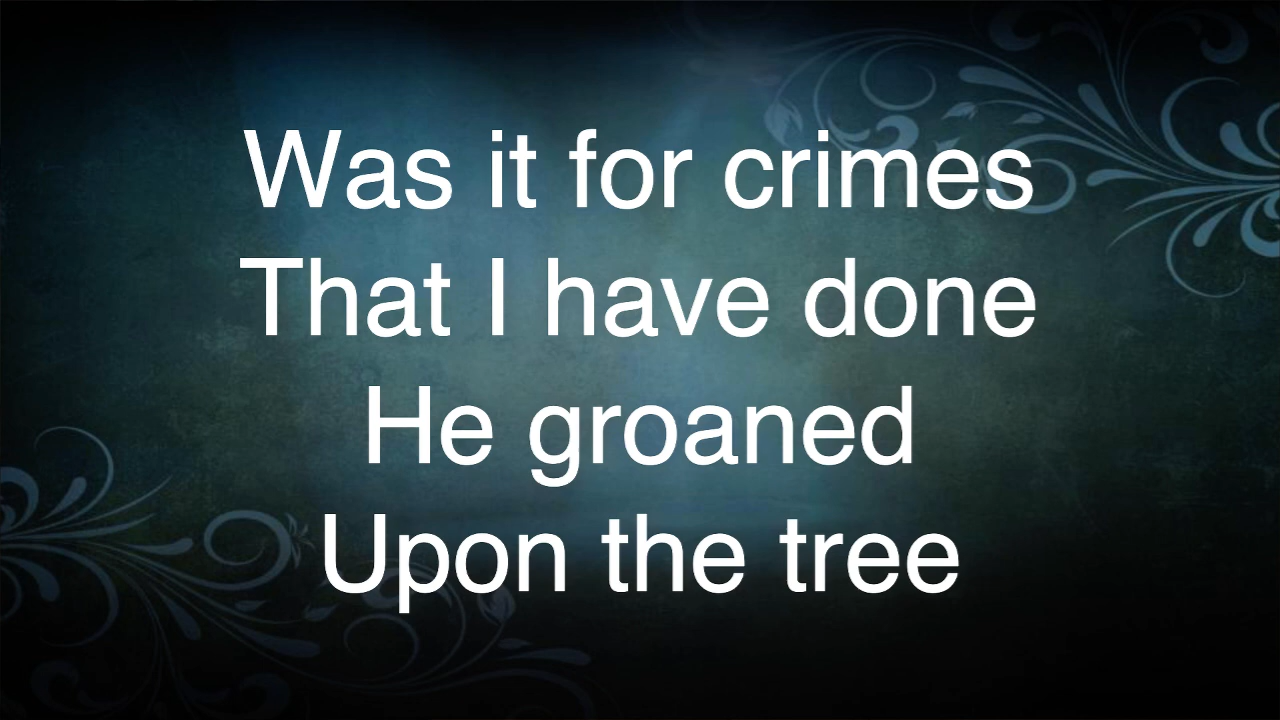 Was it for crimes
That I have done
He groaned
Upon the tree